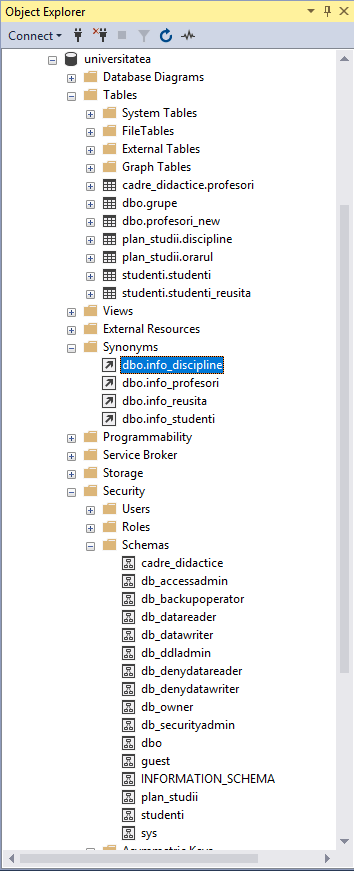 Object Explorer
Connect
universitatea
Database Diagrams
Tables
System Tables
FileTables
External Tables
Graph Tables
cadre_didactice.profesori
dbo.grupe
dbo.profesori_new
plan_studii.discipline
plan_studii.orarul
studenti.studenti
studenti.studenti_reusita
Views
External Resources
Synonyms
dbo.info_discipline
dbo.info_profesori
dbo.info_reusita
dbo.info_studenti
Programmability
Service Broker
Storage
Security
Users
Roles
Schemas
cadre_didactice
db_accessadmin
db_backupoperator
db_datareader
db_datawriter
db_ddladmin
db_denydatareader
db_denydatawriter
db_owner
db_securityadmin
dbo
guest
INFORMATION_SCHEMA
plan_studii
studenti
sys